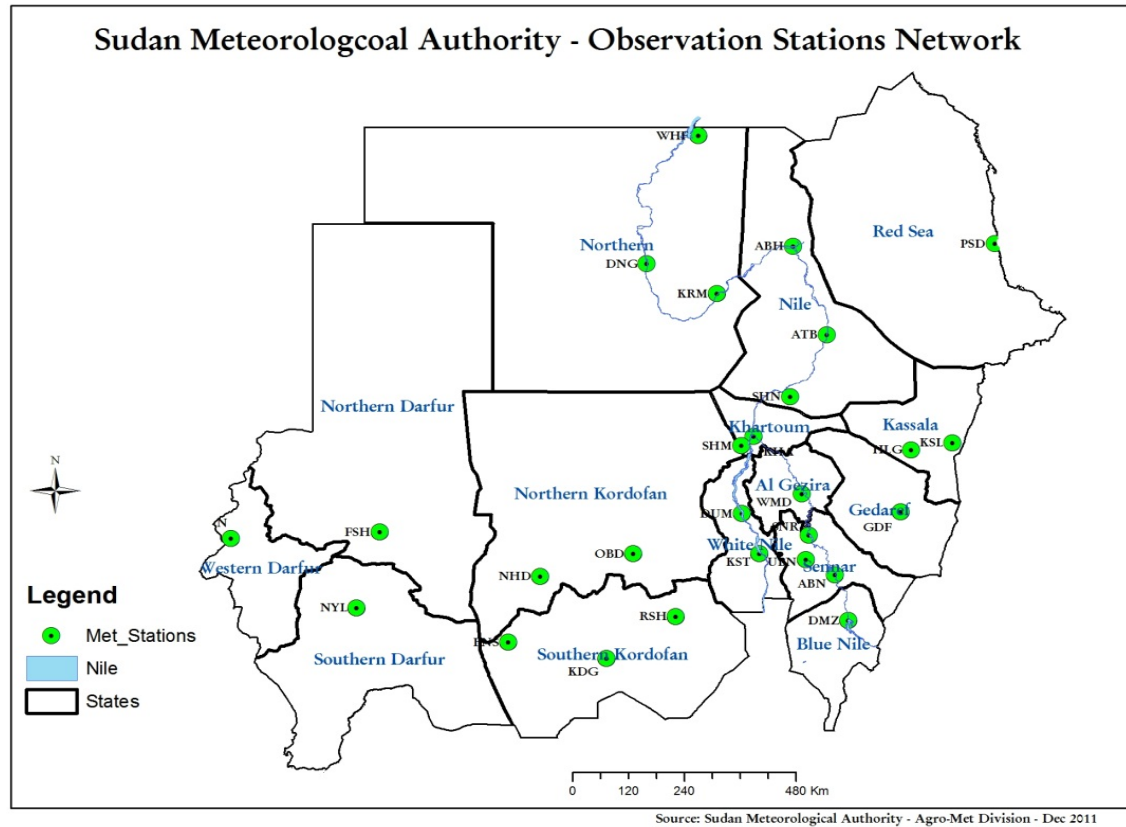 Sudan Meteorologcoal Authority - Observation Stations Network
WHF
Red Sea
Northern
ABH
PSD
DNG
KRM
Nile
ATB
SHN
Northern Darfur
Khartoum
Kassala
SHM
HLG
KSL
N
Northern Kordofan
Al Gezira
WMD
Gedaref
GDF
DUM
SNR
N
FSH
OBD
White Nile
KST
Western Darfur
NHD
Sennar
ABN
Legend
Met_Stations
NYL
RSH
DMZ
Blue Nile
Nile
Southern Darfur
Southern Kordofan
KDG
States
0 120 240 480 Km
Source: Sudan Meteorological Authority - Agro-Met Division - Dec 2011